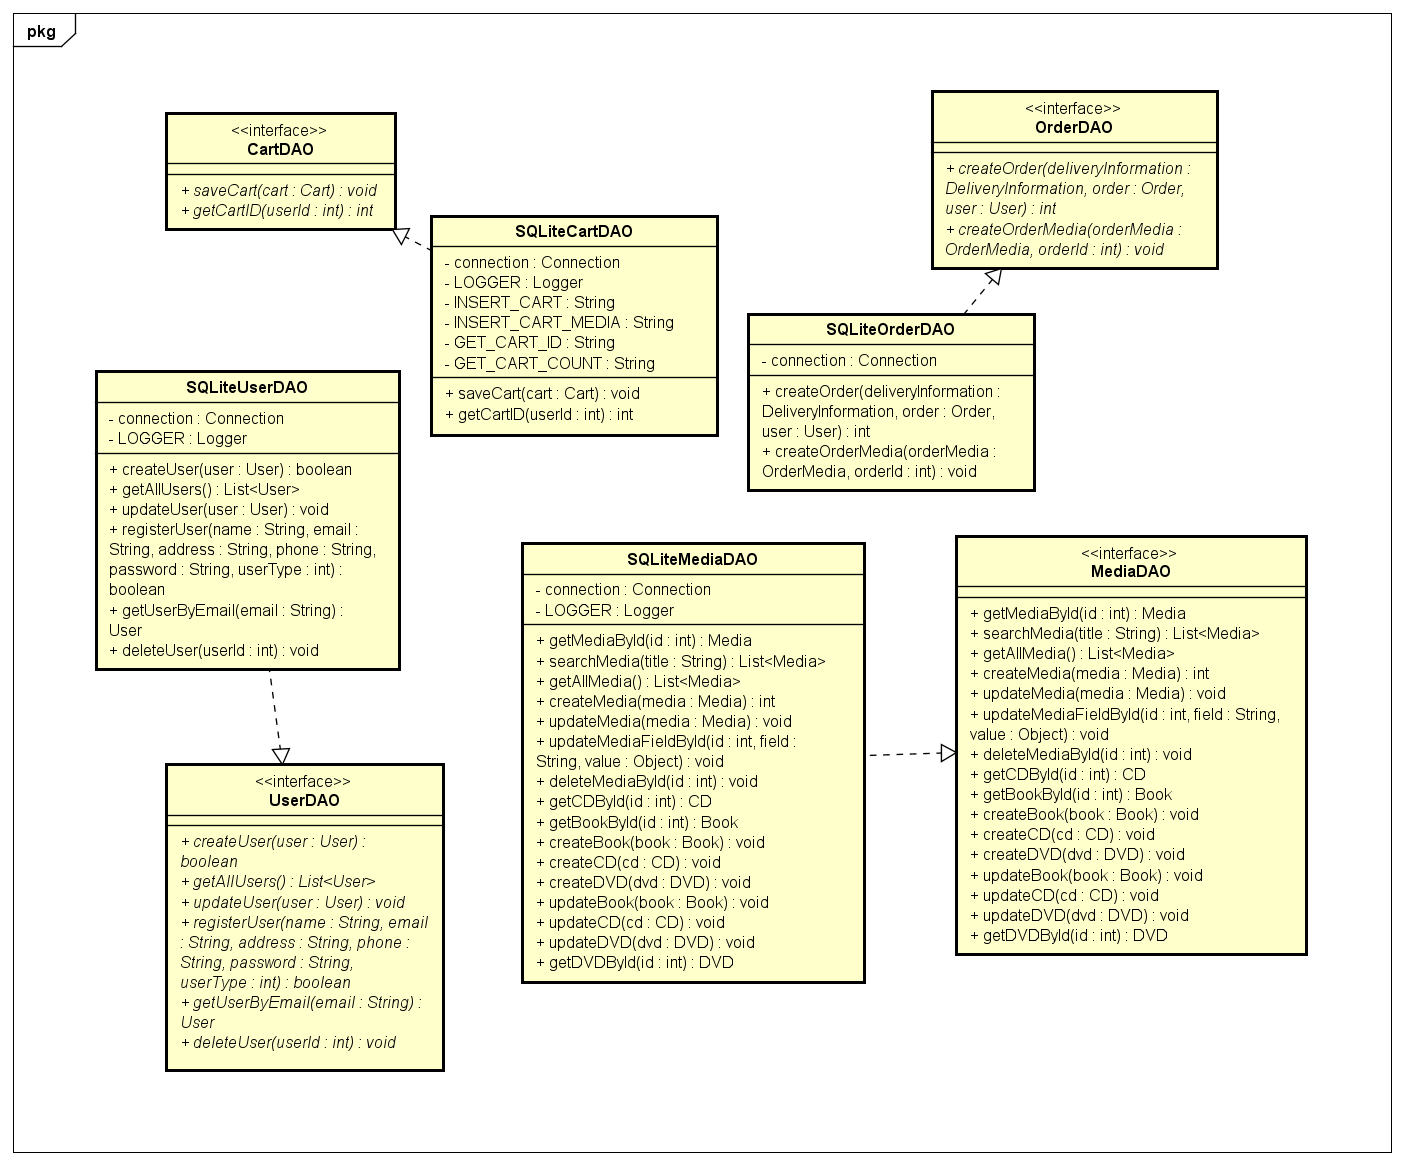 pkg
<<interface>>
CartDAO
+ saveCart(cart : Cart) : void
+ getCartID(userId : int) : int
<<interface>>
OrderDAO
+ createOrder(deliveryInformation :
DeliveryInformation, order : Order,
user : User) : int
+ createOrderMedia(orderMedia :
OrderMedia, orderId : int) : void
SQLiteCartDAO
- connection : Connection
- LOGGER : Logger
- INSERT_CART : String
- INSERT_CART_MEDIA : String
- GET_CART_ID : String
- GET_CART_COUNT : String
+ saveCart(cart : Cart) : void
+ getCartID(userId : int) : int
SQLiteOrderDAO
- connection : Connection
+ createOrder(deliveryInformation :
DeliveryInformation, order : Order,
user : User) : int
+ createOrderMedia(orderMedia :
OrderMedia, orderId : int) : void
SQLiteUserDAO
- connection : Connection
- LOGGER : Logger
+ createUser(user : User) : boolean
+ getAllUsers() : List<User>
+ updateUser(user : User) : void
+ registerUser(name : String, email :
String, address : String, phone : String,
password : String, userType : int) :
boolean
+ getUserByEmail(email : String) :
User
+ deleteUser(userId : int) : void
SQLiteMediaDAO
- connection : Connection
- LOGGER : Logger
+ getMediaById(id : int) : Media
+ searchMedia(title : String) : List<Media>
+ getAllMedia() : List<Media>
+ createMedia(media : Media) : int
+ updateMedia(media : Media) : void
+ updateMediaFieldById(id : int, field :
String, value : Object) : void
+ deleteMediaById(id : int) : void
+ getCDById(id : int) : CD
+ getBookById(id : int) : Book
+ createBook(book : Book) : void
+ createCD(cd : CD) : void
+ createDVD(dvd : DVD) : void
+ updateBook(book : Book) : void
+ updateCD(cd : CD) : void
+ updateDVD(dvd : DVD) : void
+ getDVDById(id : int) : DVD
<<interface>>
MediaDAO
+ getMediaById(id : int) : Media
+ searchMedia(title : String) : List<Media>
+ getAllMedia() : List<Media>
+ createMedia(media : Media) : int
+ updateMedia(media : Media) : void
+ updateMediaFieldById(id : int, field : String,
value : Object) : void
+ deleteMediaById(id : int) : void
+ getCDById(id : int) : CD
+ getBookById(id : int) : Book
+ createBook(book : Book) : void
+ createCD(cd : CD) : void
+ createDVD(dvd : DVD) : void
+ updateBook(book : Book) : void
+ updateCD(cd : CD) : void
+ updateDVD(dvd : DVD) : void
+ getDVDById(id : int) : DVD
<<interface>>
UserDAO
+ createUser(user : User) :
boolean
+ getAllUsers() : List<User>
+ updateUser(user : User) : void
+ registerUser(name : String, email
: String, address : String, phone :
String, password : String,
userType : int) : boolean
+ getUserByEmail(email : String) :
User
+ deleteUser(userId : int) : void